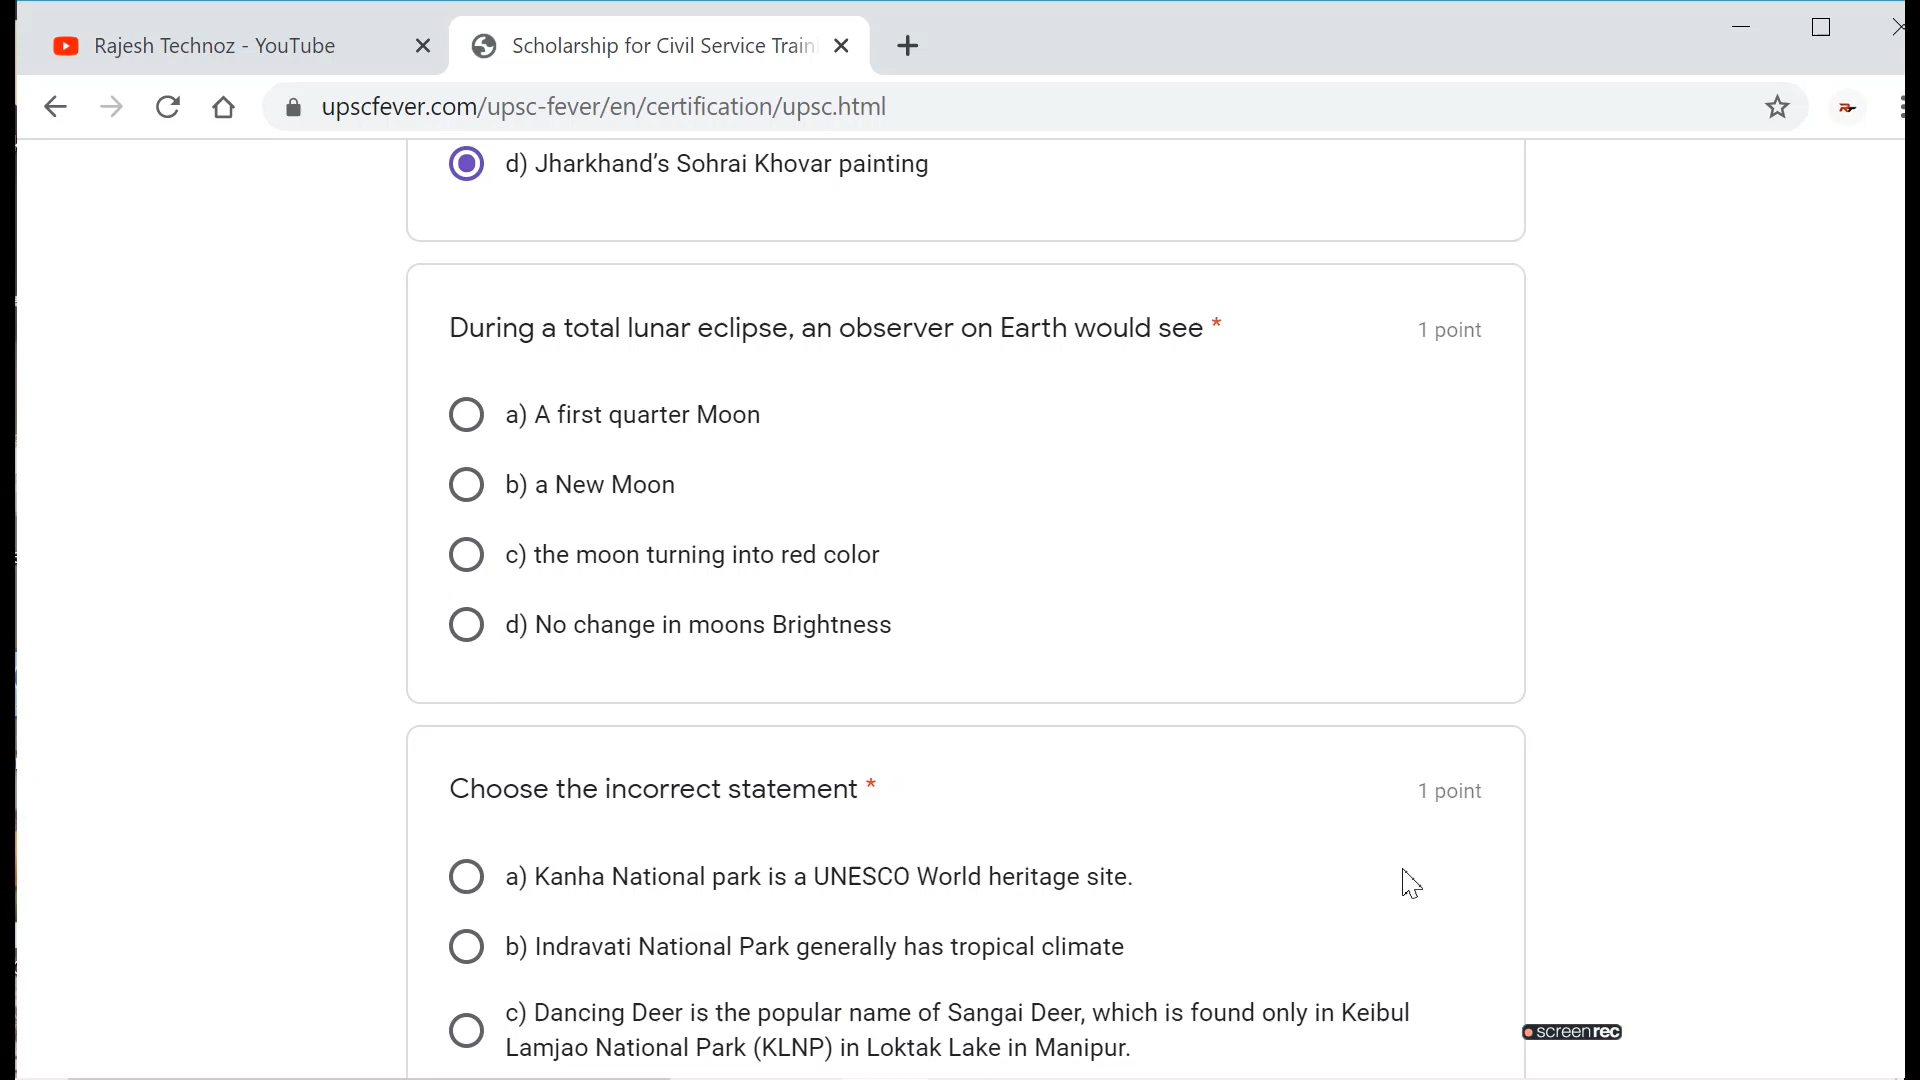 Rajesh Technoz - YouTube
Scholarship for Civil Service Train
upscfever.com/upsc-fever/en/certification/upsc.html
d) Jharkhand’s Sohrai Khovar painting
During a total lunar eclipse, an observer on Earth would see * 1 point
a) A first quarter Moon
b) a New Moon
c) the moon turning into red color
d) No change in moons Brightness
Choose the incorrect statement * 1 point
a) Kanha National park is a UNESCO World heritage site.
b) Indravati National Park generally has tropical climate
c) Dancing Deer is the popular name of Sangai Deer, which is found only in Keibul
Lamjao National Park (KLNP) in Loktak Lake in Manipur.
screenrec